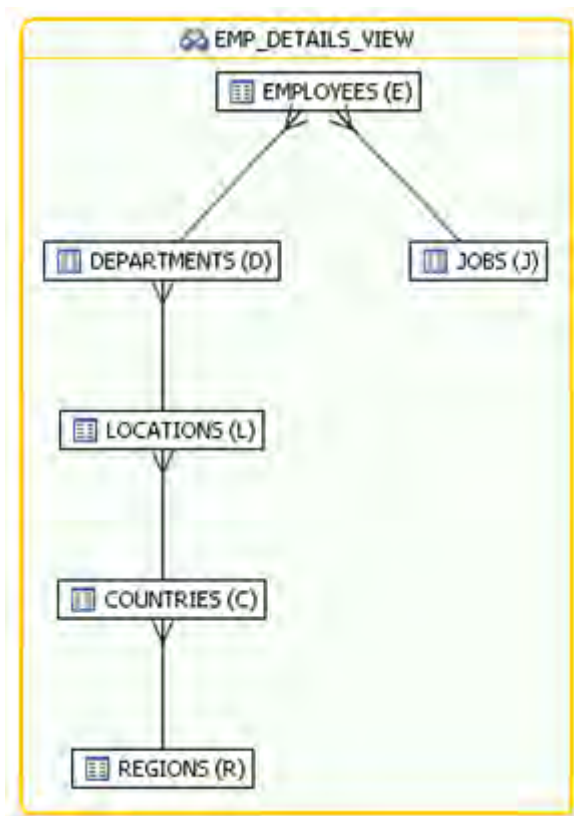 EMP_DETAILS_VIEW
EMPLOYEES (E)
DEPARTMENTS (D)
JOBS (J)
LOCATIONS (L)
COUNTRIES (C)
REGIONS (R)